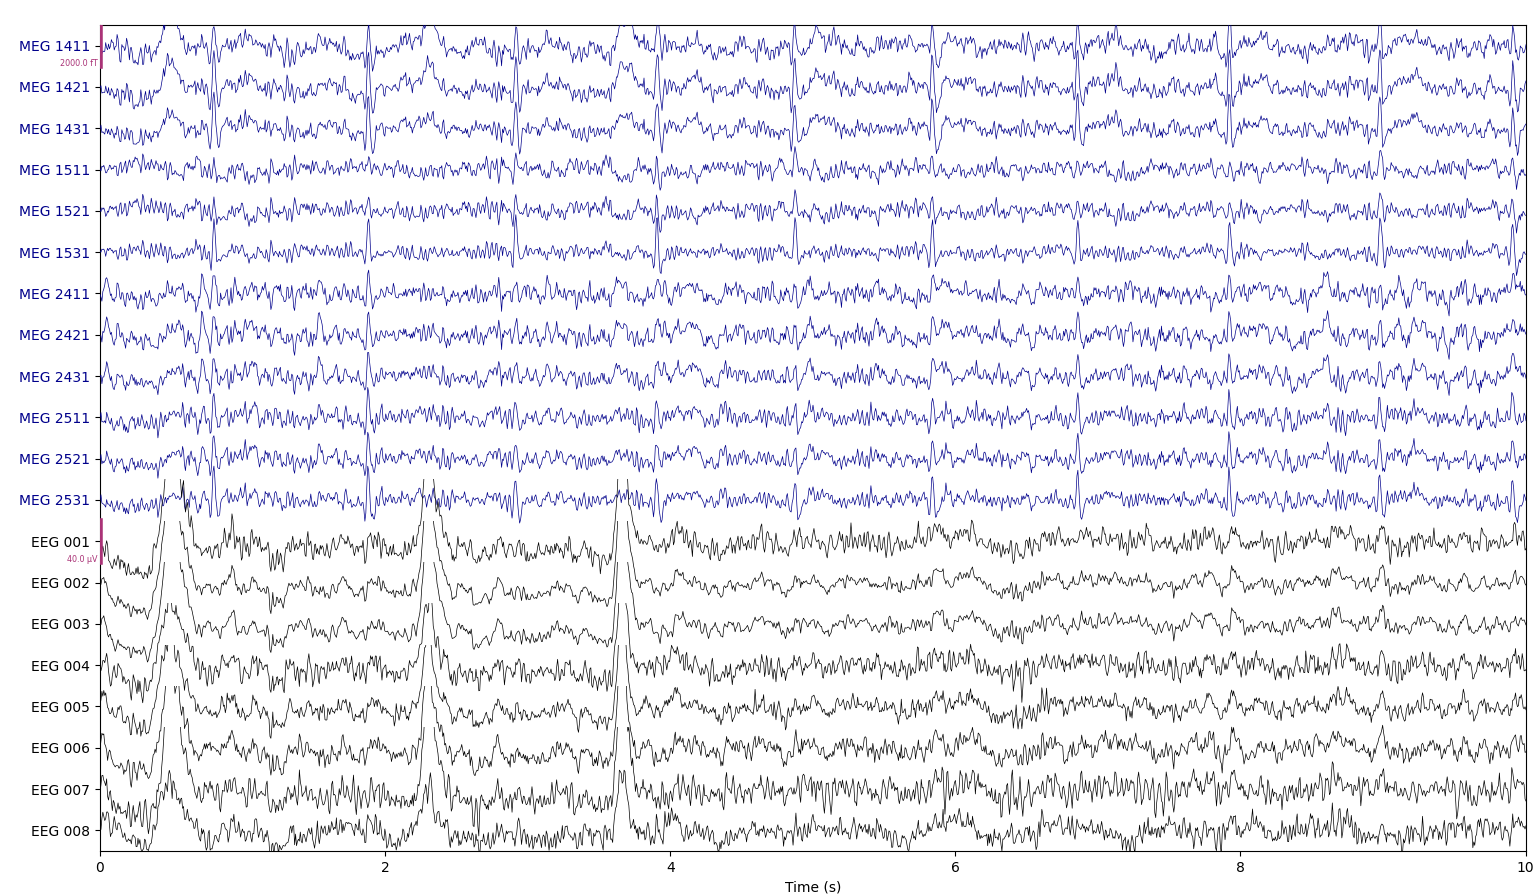 MEG 1411
2000.0 fT
MEG 1421
MEG 1431
MEG 1511
MEG 1521
MEG 1531
MEG 2411
MEG 2421
MEG 2431
MEG 2511
MEG 2521
MEG 2531
EEG 001
40.0 µV
EEG 002
EEG 003
EEG 004
EEG 005
EEG 006
EEG 007
EEG 008
0 2 4 6 8 10
Time (s)